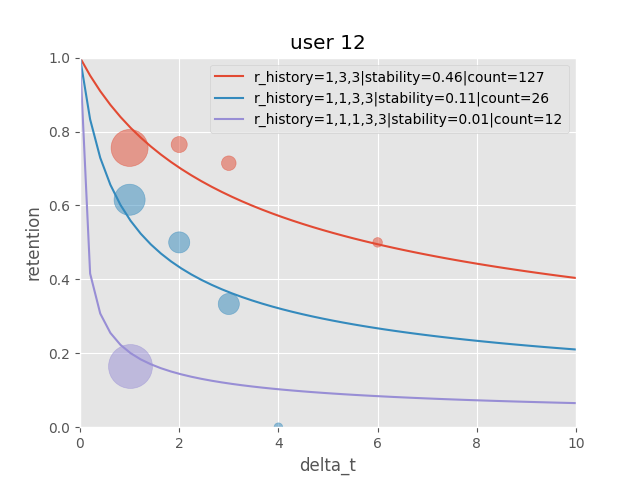 user 12
r_history=1,3,3|stability=0.46|count=127
r_history=1,1,3,3|stability=0.11|count=26
r_history=1,1,1,3,3|stability=0.01|count=12
retention
1.0
0.8
0.6
0.4
0.2
0.0
0 2 4 6 8 10
delta_t